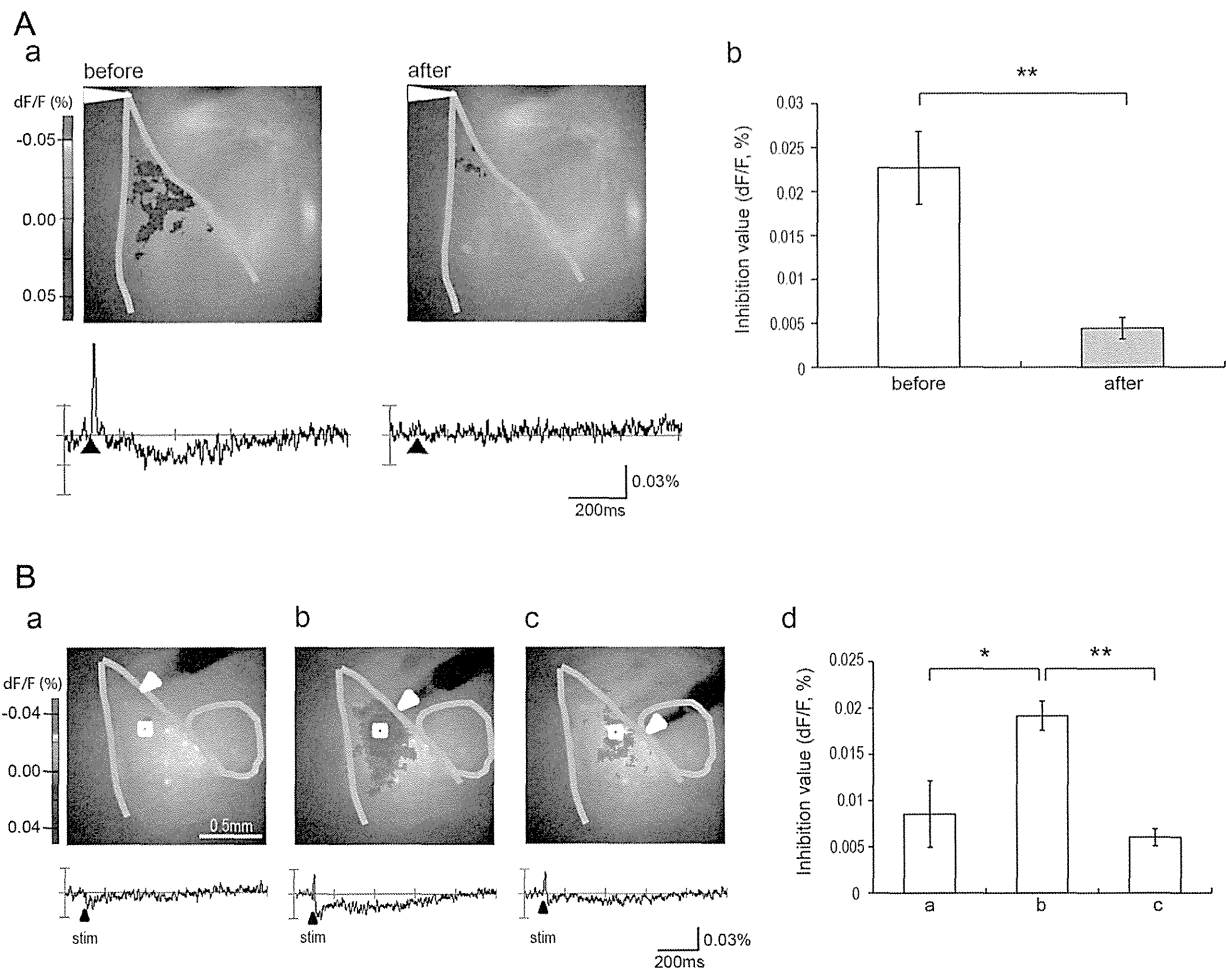 A
a
before
after
dF/F (%)
-0.05
0.00
0.05
0.03%
200ms
b
**
0.03
0.025
0.02
0.015
0.01
0.005
0
Inhibition value (dF/F, %)
before
after
B
a
b
c
dF/F (%)
-0.04
0.00
0.04
0.5mm
stim
stim
stim
0.03%
200ms
d
*
**
0.025
0.02
0.015
0.01
0.005
0
Inhibition value (dF/F, %)
a
b
c